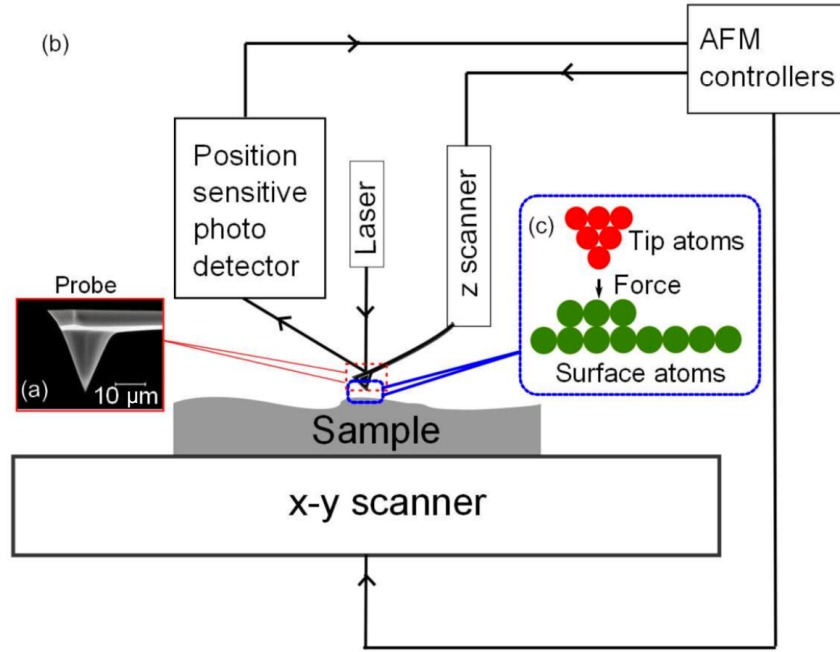 (b)
AFM
controllers
Position
sensitive
photo
detector
Laser
z scanner
(c)
Tip atoms
Force
Surface atoms
Probe
(a)
10 μm
Sample
x-y scanner